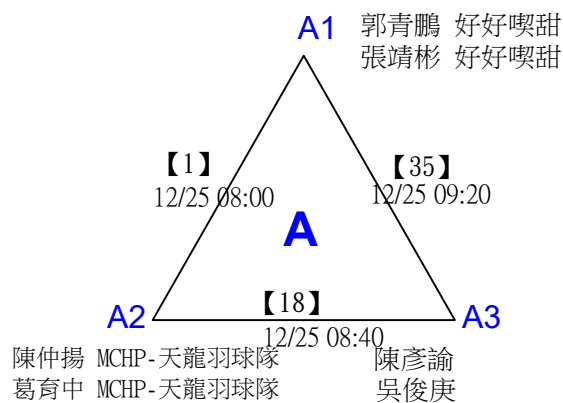 A1
郭青鵬 好好喫甜
張靖彬 好好喫甜
【1】
12/25 08:00
【35】
12/25 09:20
A
【18】
12/25 08:40
A2
A3
陳仲揚 MCHP-天龍羽球隊
葛育中 MCHP-天龍羽球隊
陳彥諭
吳俊庚